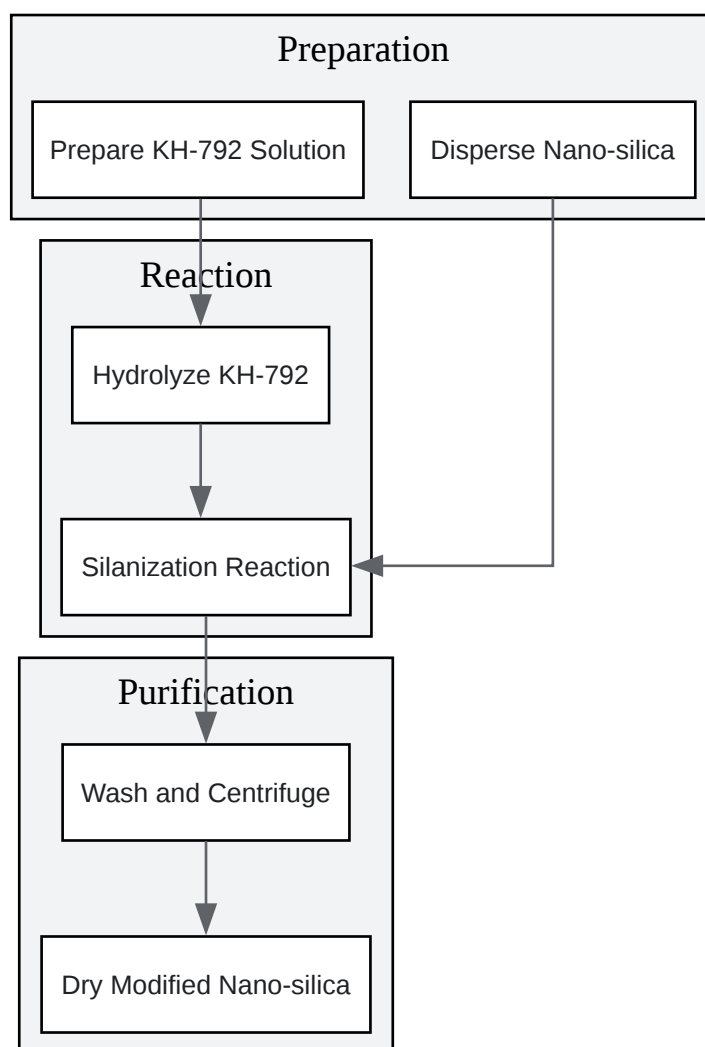 Preparation
Prepare KH-792 Solution
Disperse Nano-silica
Reaction
Hydrolyze KH-792
Silanization Reaction
Purification
Wash and Centrifuge
Dry Modified Nano-silica